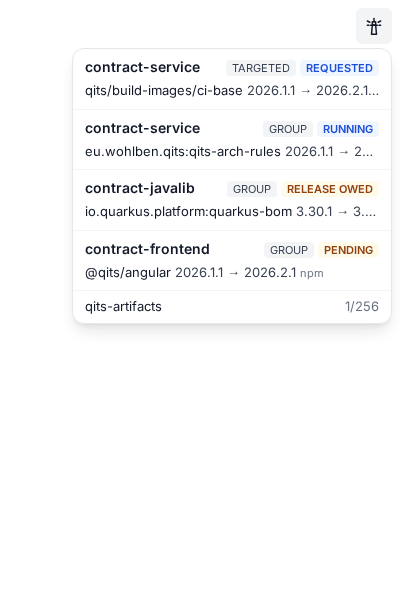 contract-service TARGETED REQUESTED
qits/build-images/ci-base 2026.1.1 → 2026.2.1...
contract-service GROUP RUNNING
eu.wohlben.qits:qits-arch-rules 2026.1.1 → 2...
contract-javalib GROUP RELEASE OWED
io.quarkus.platform:quarkus-bom 3.30.1 → 3....
contract-frontend GROUP PENDING
@qits/angular 2026.1.1 → 2026.2.1 npm
qits-artifacts 1/256